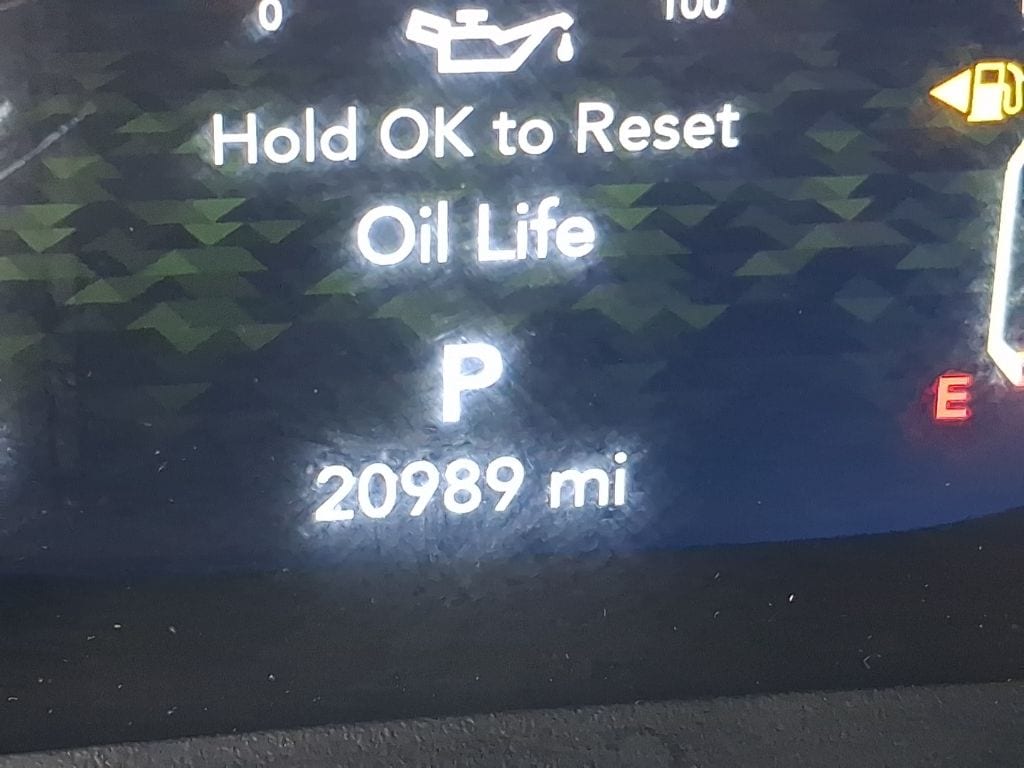 0 100
Hold OK to Reset
Oil Life
P
E
20989 mi